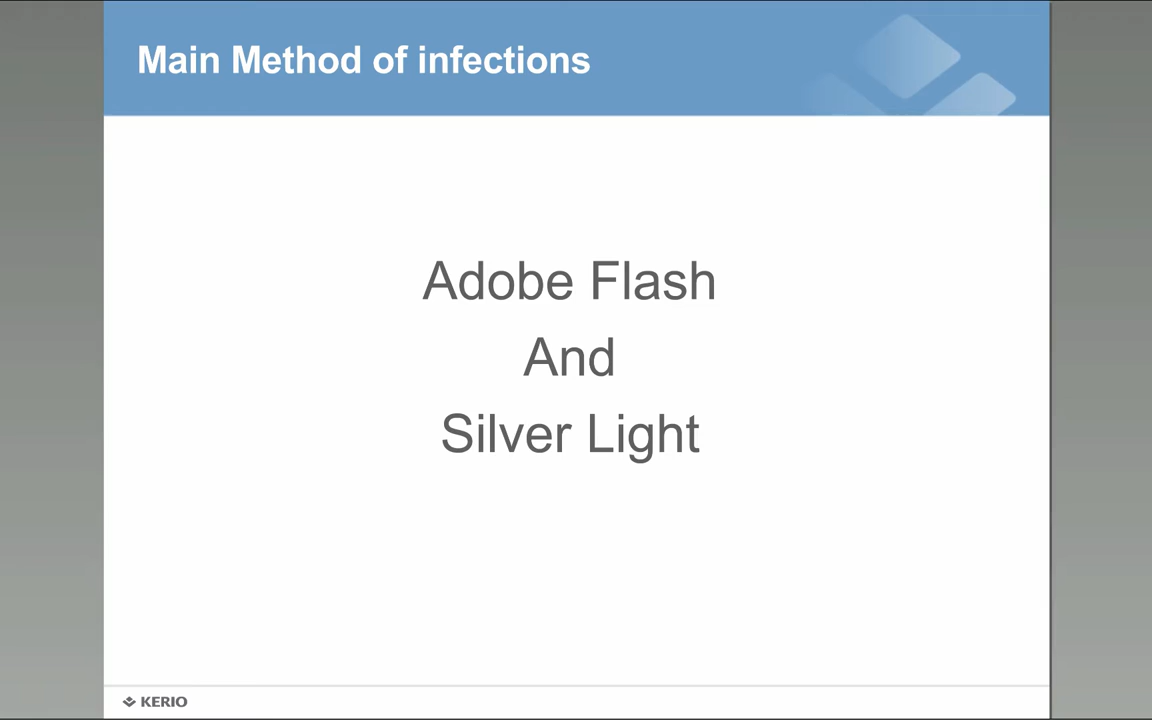 Main Method of infections
Adobe Flash
And
Silver Light
KERIO